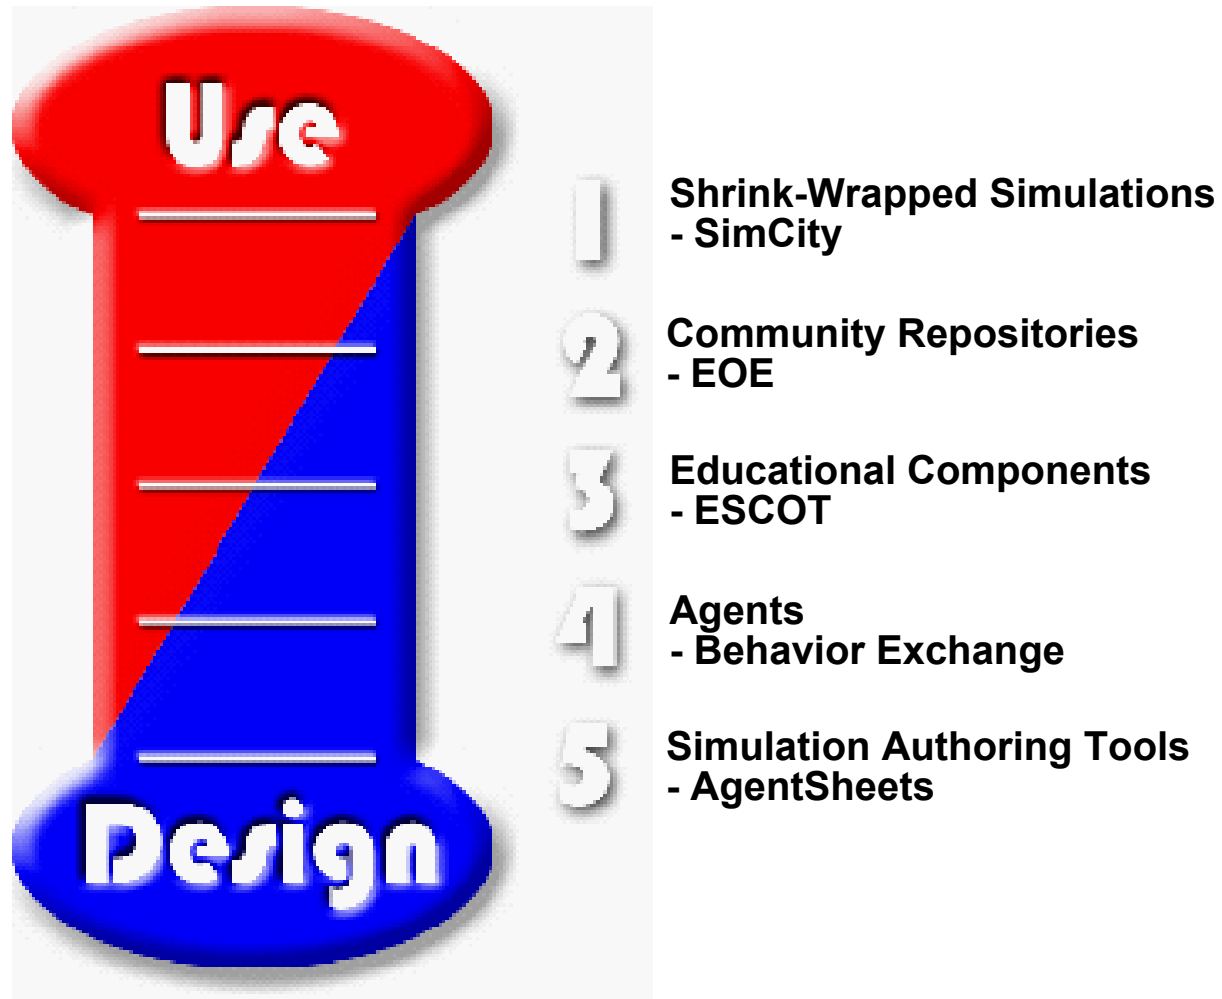 Use
1
Shrink-Wrapped Simulations
- SimCity
2
Community Repositories
- EOE
3
Educational Components
- ESCOT
4
Agents
- Behavior Exchange
5
Simulation Authoring Tools
- AgentSheets
Design